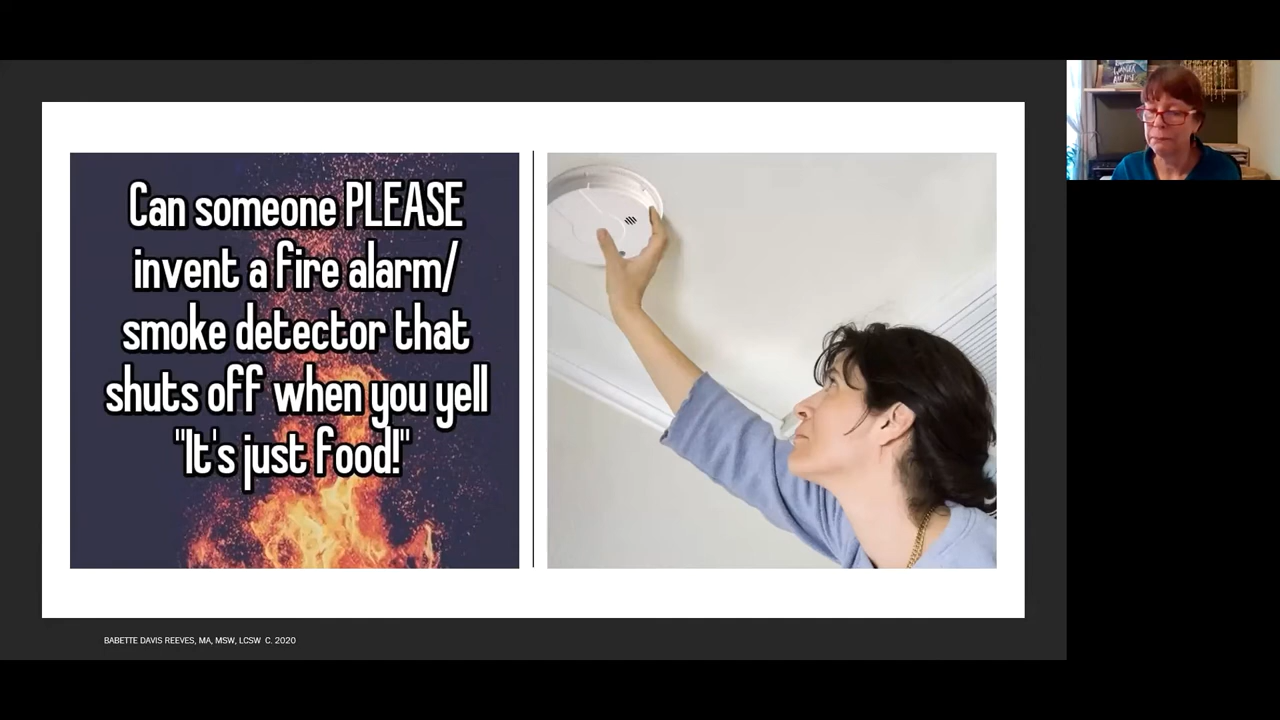 Can someone PLEASE
invent a fire alarm/
smoke detector that
shuts off when you yell
"It's just food!"
BABETTE DAVIS REEVES, MA, MSW, LCSW C. 2020